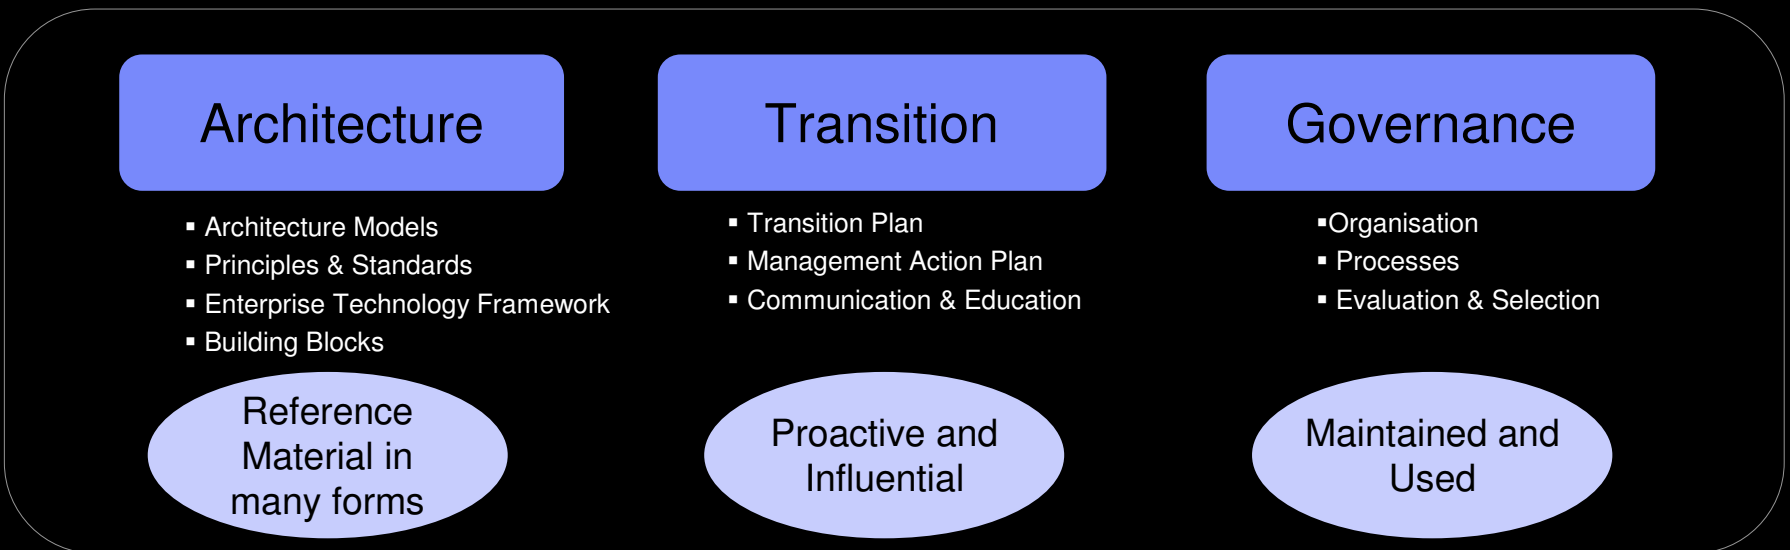 Architecture
▪ Architecture Models
▪ Principles & Standards
▪ Enterprise Technology Framework
▪ Building Blocks
Reference
Material in
many forms
Transition
▪ Transition Plan
▪ Management Action Plan
▪ Communication & Education
Proactive and
Influential
Governance
▪Organisation
▪ Processes
▪ Evaluation & Selection
Maintained and
Used